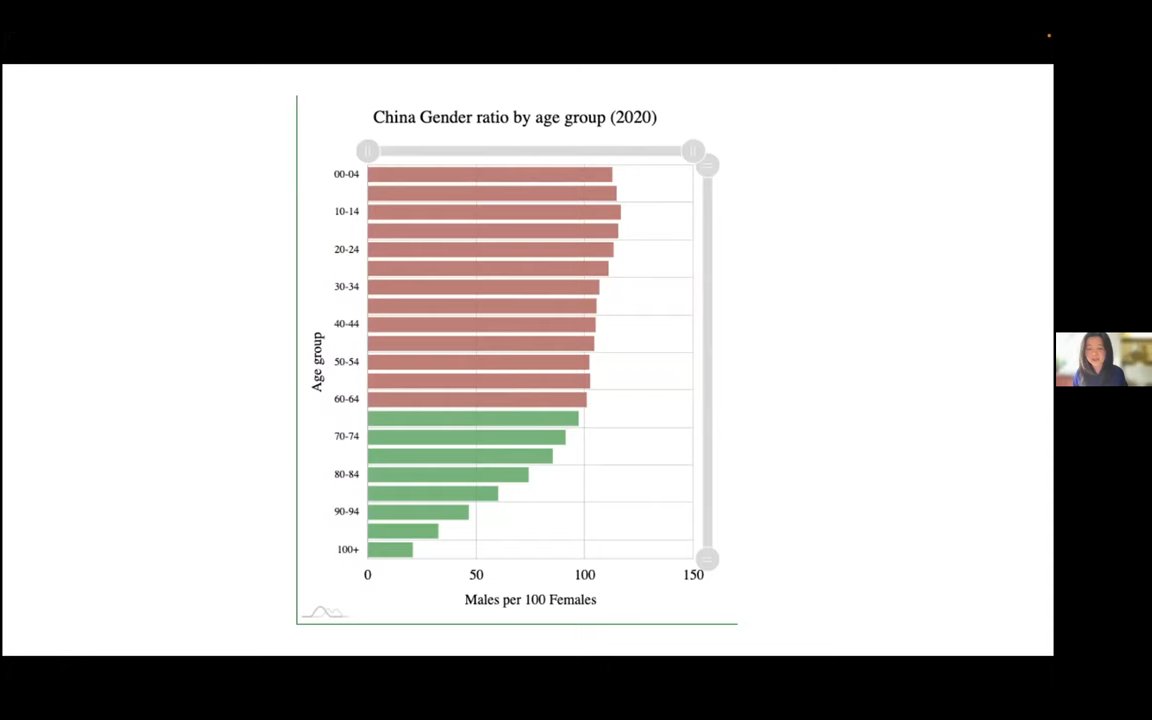 China Gender ratio by age group (2020)
00-04
10-14
20-24
30-34
40-44
50-54
60-64
70-74
80-84
90-94
100+
Age group
0 50 100 150
Males per 100 Females